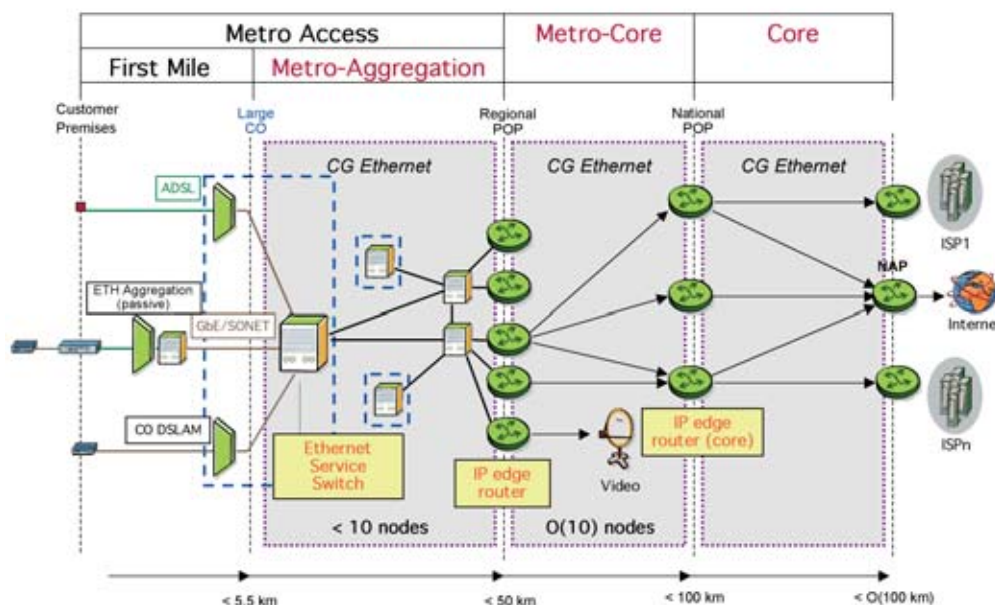 Metro Access
Metro-Core
Core
First Mile
Metro-Aggregation
Customer
Premises
Large
CO
Regional
POP
National
POP
CG Ethernet
CG Ethernet
CG Ethernet
ADSL
ISP1
ETH Aggregation
(passive)
NAP
GbE/SONET
Interne
CO DSLAM
Ethernet
Service
Switch
IP edge
router
Video
IP edge
router (core)
ISPn
< 10 nodes
O(10) nodes
< 5.5 km
< 50 km
< 100 km
< O(100 km)